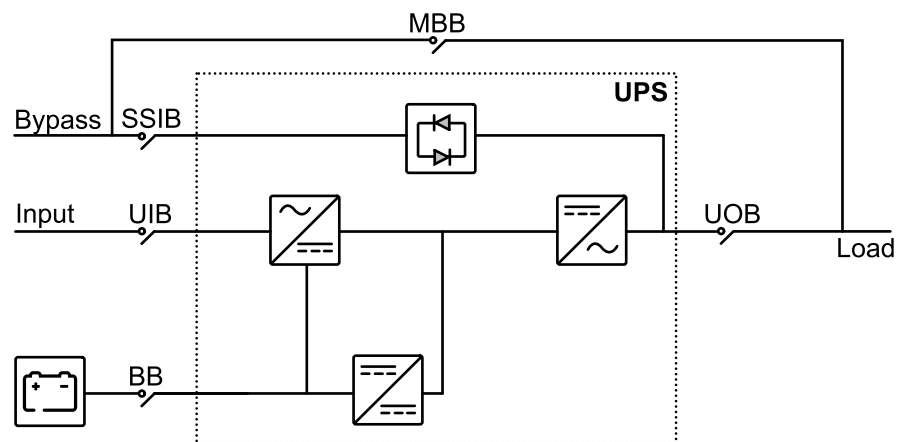 MBB
UPS
Bypass SSIB
Input UIB UOB
Load
BB
+ -